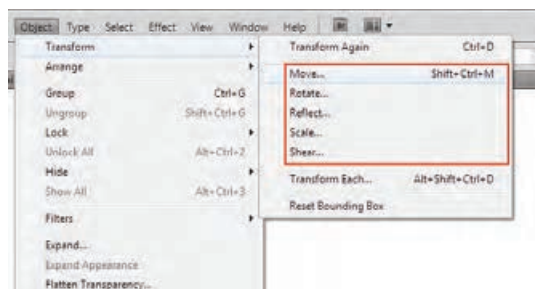 Object Type Select Effect View Window Help
Transform
Arrange
Group Ctrl+G
Ungroup Shift+Ctrl+G
Lock
Unlock All Alt+Ctrl+2
Hide
Show All Alt+Ctrl+3
Filters
Expand...
Expand Appearance
Flatten Transparency...
Transform Again Ctrl+D
Move... Shift+Ctrl+M
Rotate...
Reflect...
Scale...
Shear...
Transform Each... Alt+Shift+Ctrl+D
Reset Bounding Box